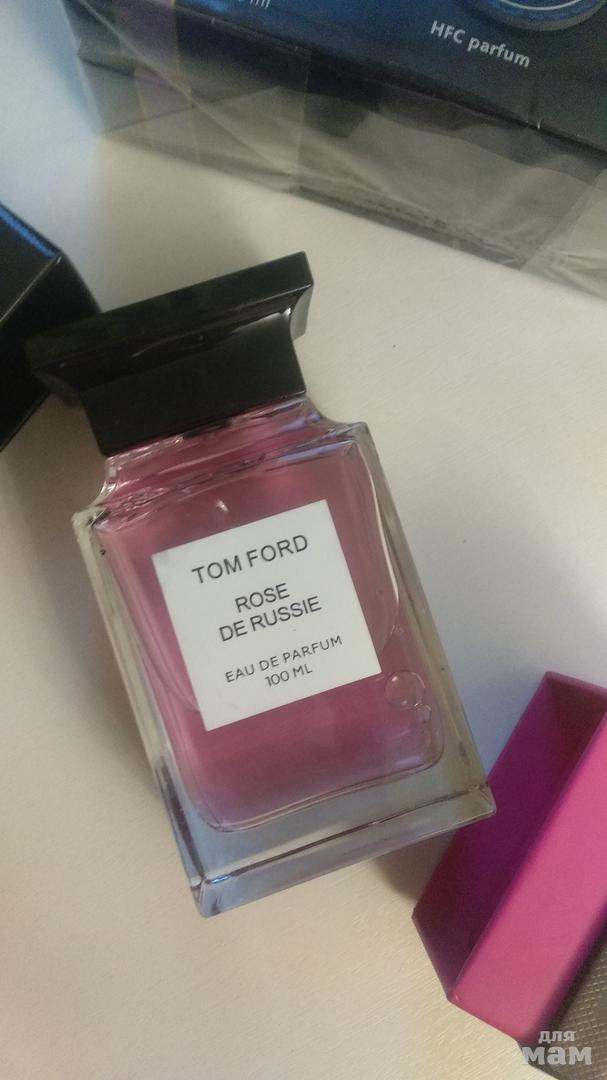 HFC parfum
TOM FORD
ROSE
DE RUSSIE
EAU DE PARFUM
100 ML
для
мам